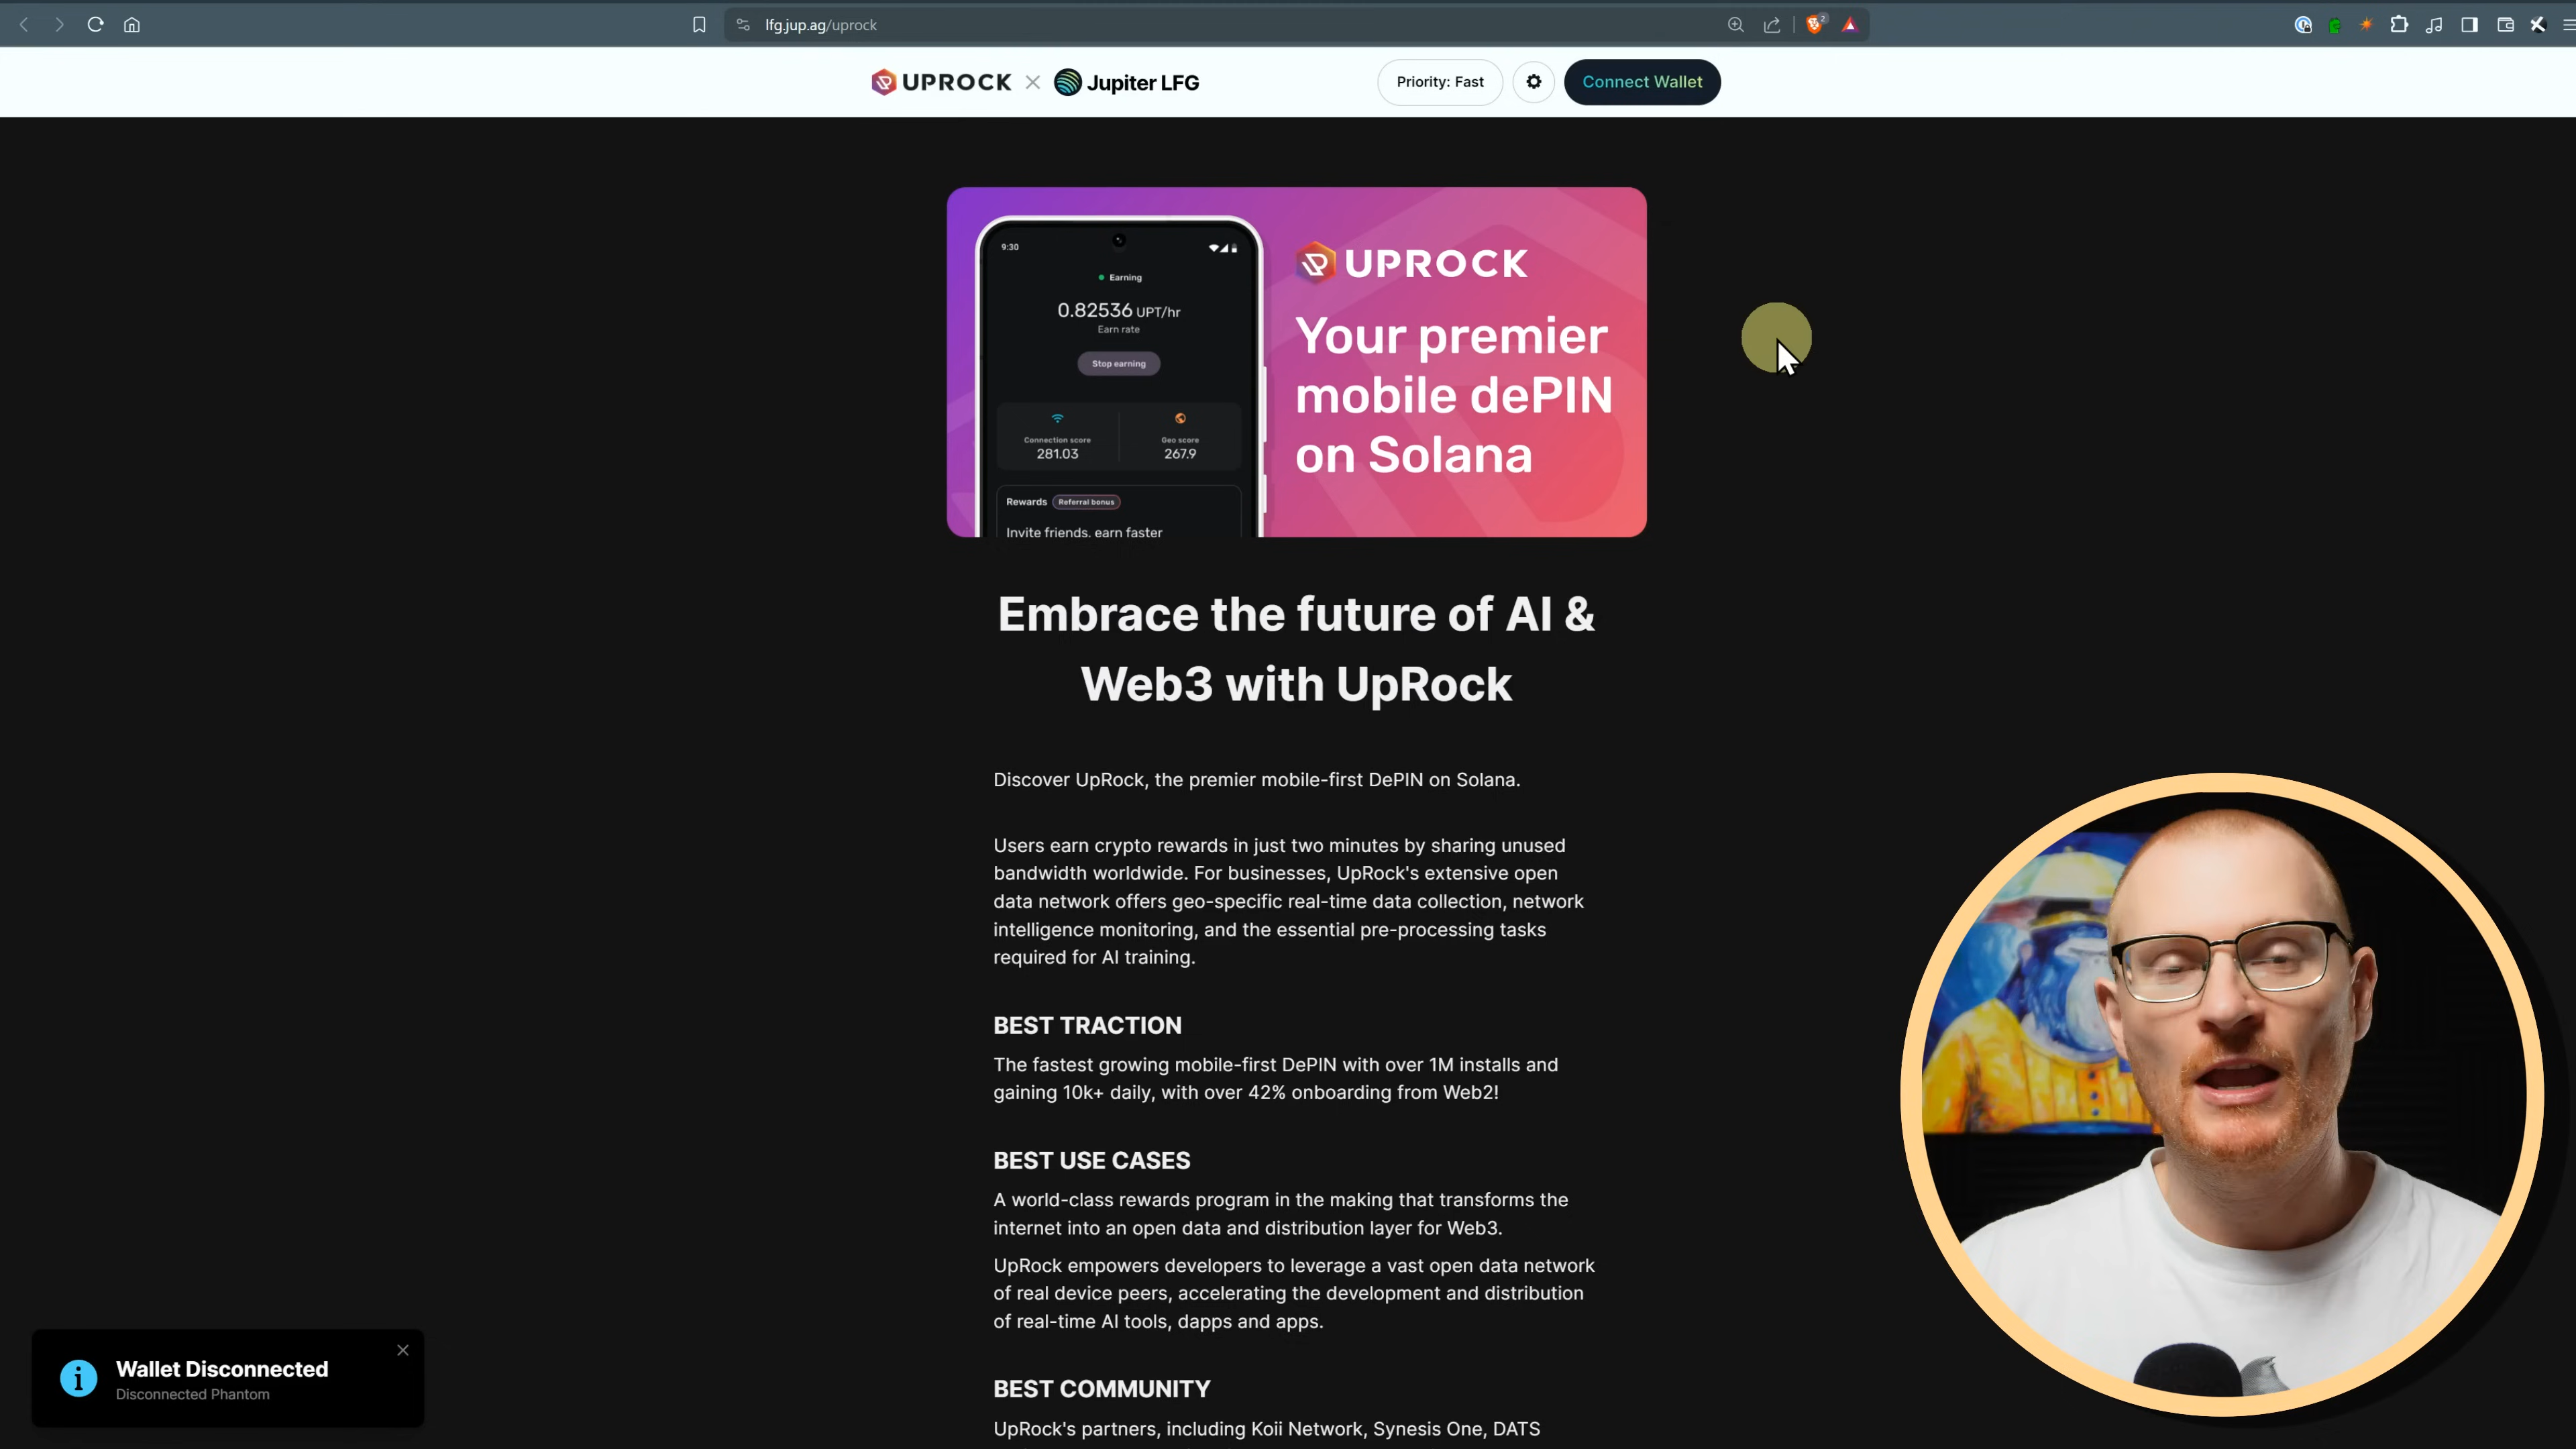 lfg.jup.ag/uprock
2
UPROCK × Jupiter LFG
Priority: Fast
Connect Wallet
9:30
Earning
0.82536 UPT/hr
Earn rate
Stop earning
Connection score
281.03
Geo score
267.9
Rewards
Referral bonus
Invite friends, earn faster
UPROCK
Your premier
mobile dePIN
on Solana
Embrace the future of AI &
Web3 with UpRock
Discover UpRock, the premier mobile-first DePIN on Solana.
Users earn crypto rewards in just two minutes by sharing unused
bandwidth worldwide. For businesses, UpRock's extensive open
data network offers geo-specific real-time data collection, network
intelligence monitoring, and the essential pre-processing tasks
required for AI training.
BEST TRACTION
The fastest growing mobile-first DePIN with over 1M installs and
gaining 10k+ daily, with over 42% onboarding from Web2!
BEST USE CASES
A world-class rewards program in the making that transforms the
internet into an open data and distribution layer for Web3.
UpRock empowers developers to leverage a vast open data network
of real device peers, accelerating the development and distribution
of real-time AI tools, dapps and apps.
BEST COMMUNITY
UpRock's partners, including Koii Network, Synesis One, DATS
Wallet Disconnected
Disconnected Phantom